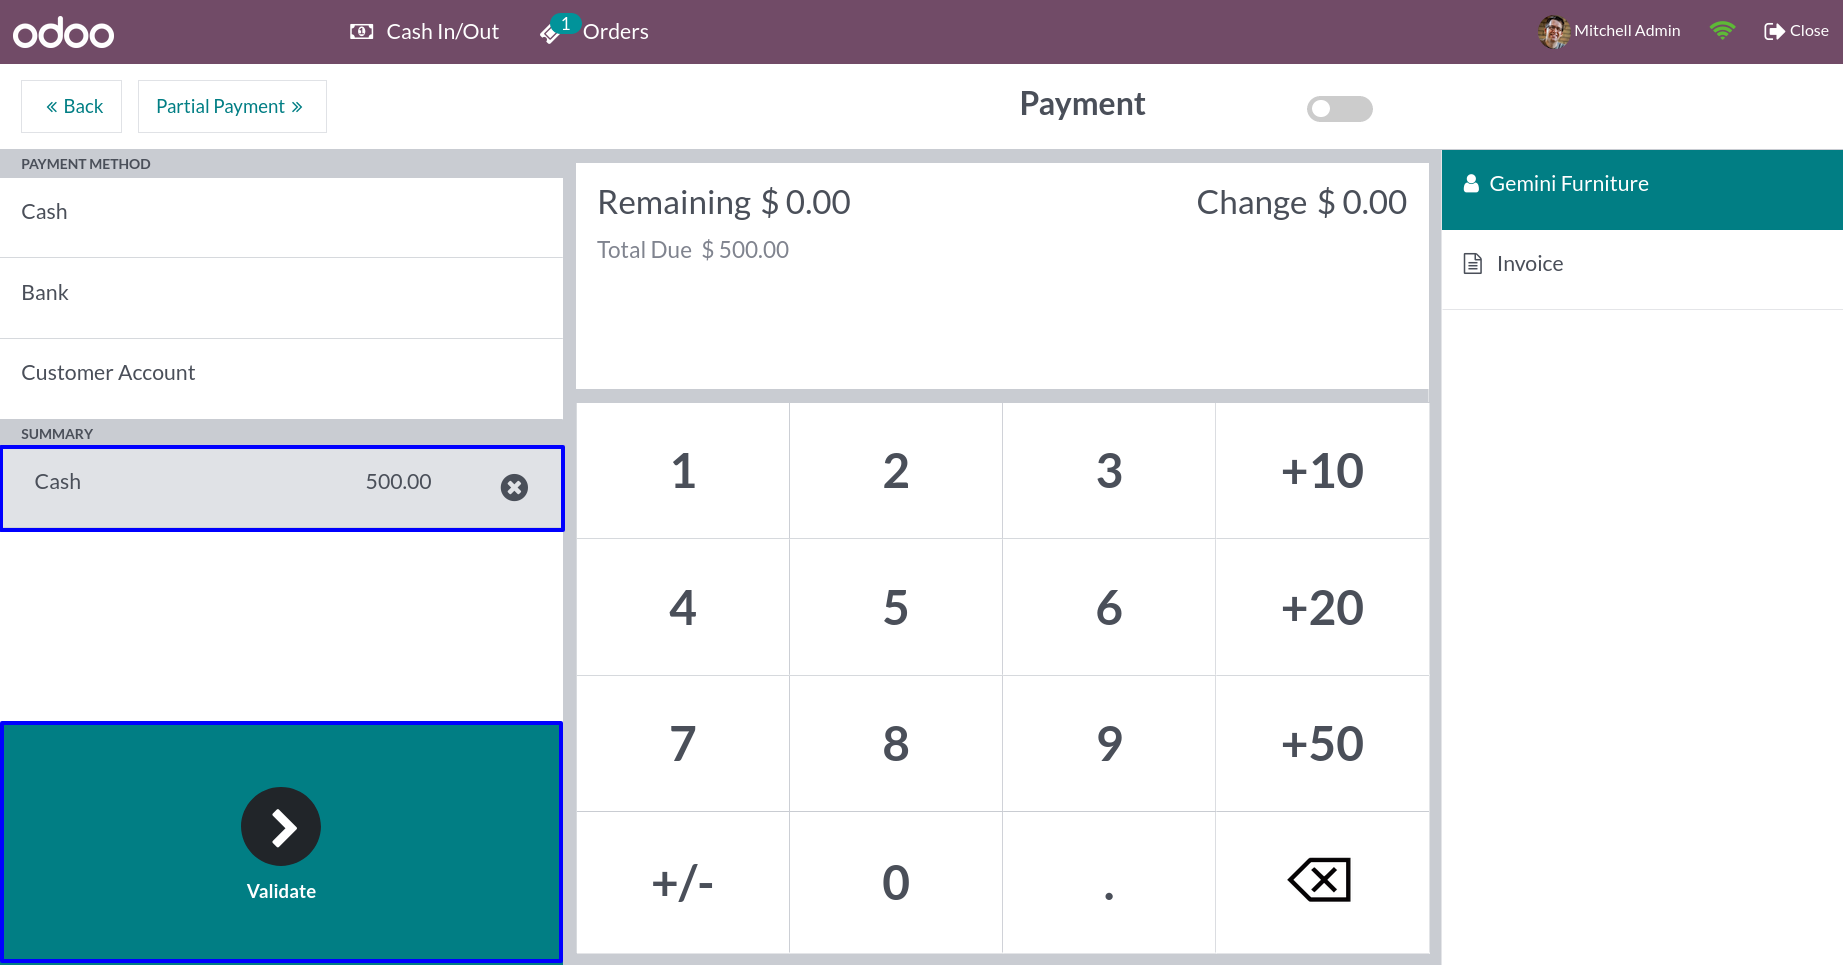 odoo
Cash In/Out
1
Orders
Mitchell Admin
Close
« Back
Partial Payment »
Payment
PAYMENT METHOD
Cash
Bank
Customer Account
SUMMARY
Cash 500.00
Validate
Remaining $ 0.00
Change $ 0.00
Total Due $ 500.00
1 2 3 +10
4 5 6 +20
7 8 9 +50
+/- 0 .
Gemini Furniture
Invoice